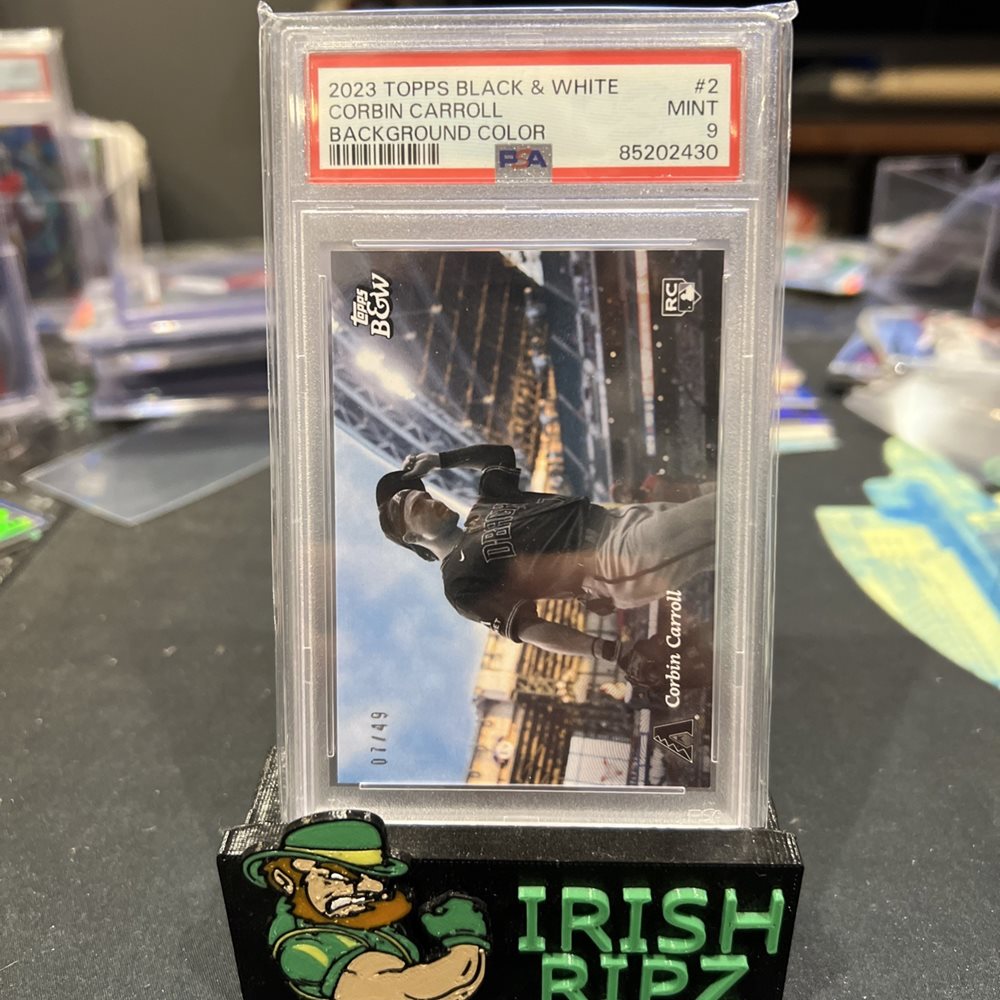 2023 TOPPS BLACK & WHITE #2
CORBIN CARROLL MINT
BACKGROUND COLOR 9
PSA 85202430
Topps
B&W
RC
DBACKS
Corbin Carroll
A
07/49
IRISH
RIPZ